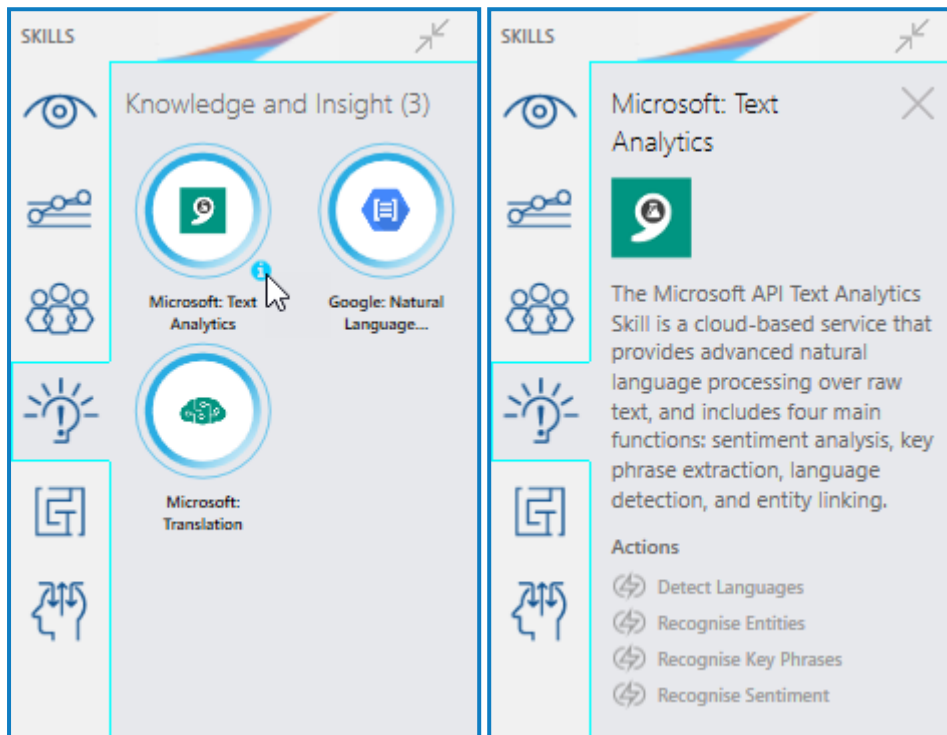 SKILLS
Knowledge and Insight (3)
Microsoft: Text
Analytics
Google: Natural
Language....
Microsoft:
Translation
SKILLS
Microsoft: Text
Analytics
The Microsoft API Text Analytics
Skill is a cloud-based service that
provides advanced natural
language processing over raw
text, and includes four main
functions: sentiment analysis, key
phrase extraction, language
detection, and entity linking.
Actions
Detect Languages
Recognise Entities
Recognise Key Phrases
Recognise Sentiment